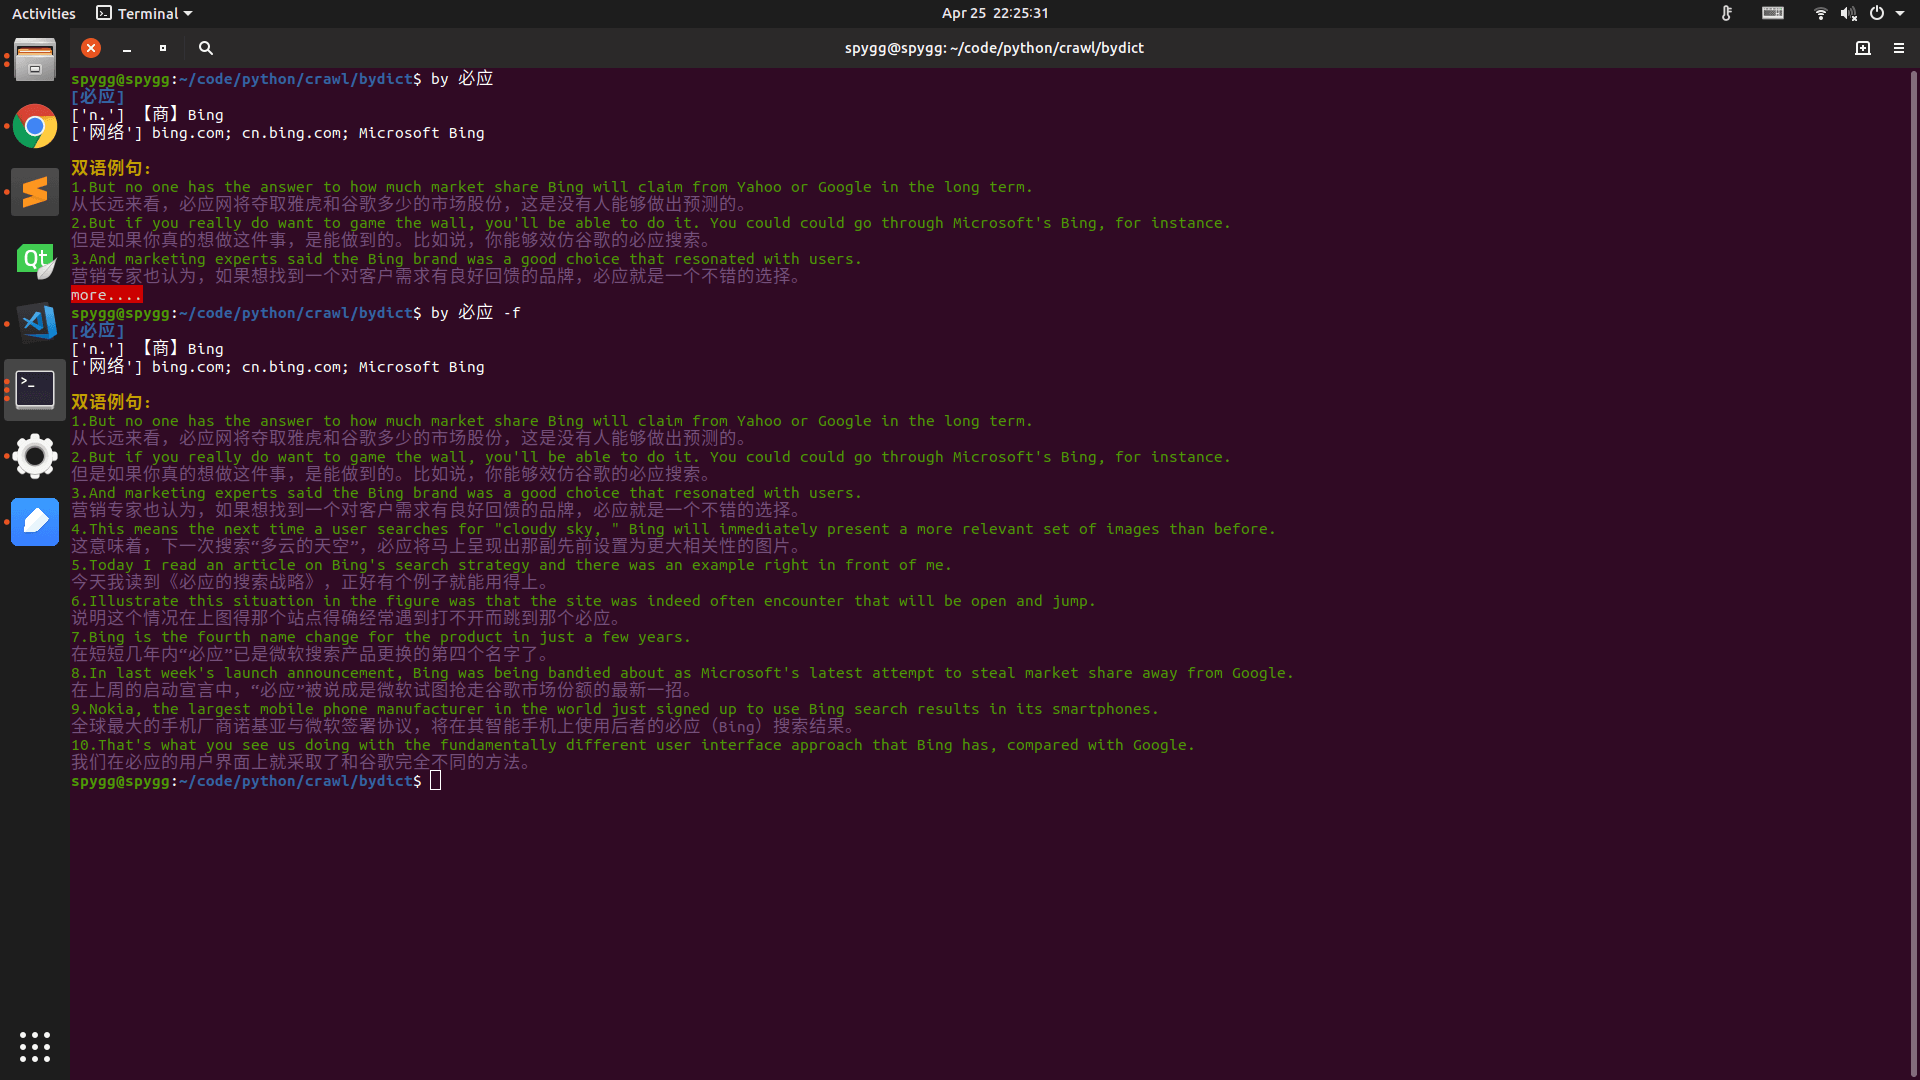 Activities
Terminal
Apr 25 22:25:31
spygg@spygg: ~/code/python/crawl/bydict
spygg@spygg:~/code/python/crawl/bydict$ by 必应
[必应]
['n.'] 【商】Bing
['网络'] bing.com; cn.bing.com; Microsoft Bing
双语例句:
1.But no one has the answer to how much market share Bing will claim from Yahoo or Google in the long term.
从长远来看，必应网将夺取雅虎和谷歌多少的市场股份，这是没有人能够做出预测的。
2.But if you really do want to game the wall, you'll be able to do it. You could could go through Microsoft's Bing, for instance.
但是如果你真的想做这件事，是能做到的。比如说，你能够效仿谷歌的必应搜索。
3.And marketing experts said the Bing brand was a good choice that resonated with users.
营销专家也认为，如果想找到一个对客户需求有良好回馈的品牌，必应就是一个不错的选择。
more....
spygg@spygg:~/code/python/crawl/bydict$ by 必应 -f
[必应]
['n.'] 【商】Bing
['网络'] bing.com; cn.bing.com; Microsoft Bing
双语例句:
1.But no one has the answer to how much market share Bing will claim from Yahoo or Google in the long term.
从长远来看，必应网将夺取雅虎和谷歌多少的市场股份，这是没有人能够做出预测的。
2.But if you really do want to game the wall, you'll be able to do it. You could could go through Microsoft's Bing, for instance.
但是如果你真的想做这件事，是能做到的。比如说，你能够效仿谷歌的必应搜索。
3.And marketing experts said the Bing brand was a good choice that resonated with users.
营销专家也认为，如果想找到一个对客户需求有良好回馈的品牌，必应就是一个不错的选择。
4.This means the next time a user searches for "cloudy sky, " Bing will immediately present a more relevant set of images than before.
这意味着，下一次搜索“多云的天空”，必应将马上呈现出那副先前设置为更大相关性的图片。
5.Today I read an article on Bing's search strategy and there was an example right in front of me.
今天我读到《必应的搜索战略》，正好有个例子就能用得上。
6.Illustrate this situation in the figure was that the site was indeed often encounter that will be open and jump.
说明这个情况在上图得那个站点得确经常遇到打不开而跳到那个必应。
7.Bing is the fourth name change for the product in just a few years.
在短短几年内“必应”已是微软搜索产品更换的第四个名字了。
8.In last week's launch announcement, Bing was being bandied about as Microsoft's latest attempt to steal market share away from Google.
在上周的启动宣言中，“必应”被说成是微软试图抢走谷歌市场份额的最新一招。
9.Nokia, the largest mobile phone manufacturer in the world just signed up to use Bing search results in its smartphones.
全球最大的手机厂商诺基亚与微软签署协议，将在其智能手机上使用后者的必应（Bing）搜索结果。
10.That's what you see us doing with the fundamentally different user interface approach that Bing has, compared with Google.
我们在必应的用户界面上就采取了和谷歌完全不同的方法。
spygg@spygg:~/code/python/crawl/bydict$
Qt